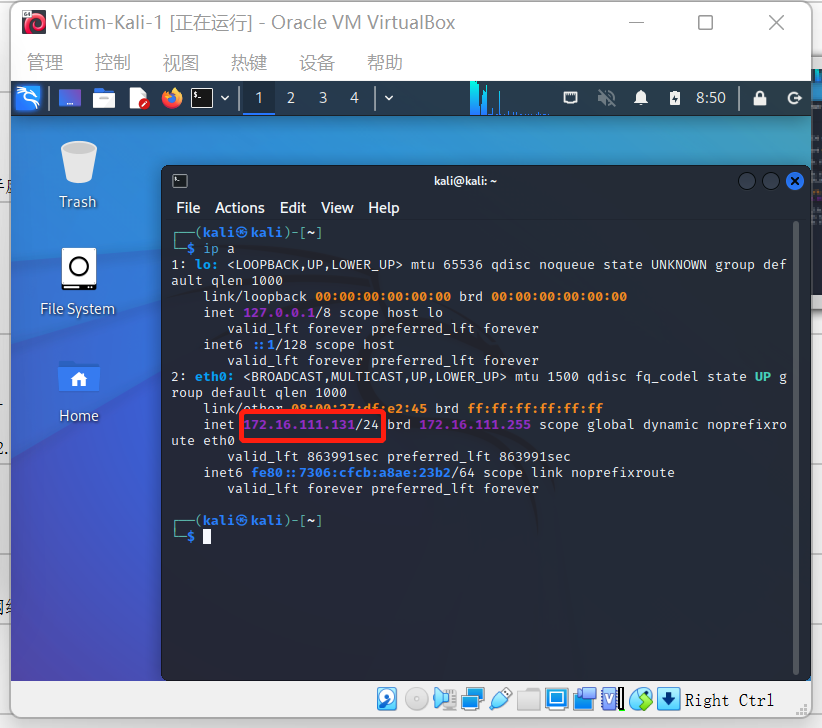 Victim-Kali-1 [正在运行] - Oracle VM VirtualBox
管理 控制 视图 热键 设备 帮助
1 2 3 4 8:50
Trash
File System
Home
kali@kali: ~
File Actions Edit View Help
┌──(kali㉿kali)-[~]
└─$ ip a
1: lo: <LOOPBACK,UP,LOWER_UP> mtu 65536 qdisc noqueue state UNKNOWN group def
ault qlen 1000
link/loopback 00:00:00:00:00:00 brd 00:00:00:00:00:00
inet 127.0.0.1/8 scope host lo
valid_lft forever preferred_lft forever
inet6 ::1/128 scope host
valid_lft forever preferred_lft forever
2: eth0: <BROADCAST,MULTICAST,UP,LOWER_UP> mtu 1500 qdisc fq_codel state UP g
roup default qlen 1000
link/ether 08:00:27:df:e2:45 brd ff:ff:ff:ff:ff:ff
inet 172.16.111.131/24 brd 172.16.111.255 scope global dynamic noprefixro
ute eth0
valid_lft 863991sec preferred_lft 863991sec
inet6 fe80::7306:cfcb:a8ae:23b2/64 scope link noprefixroute
valid_lft forever preferred_lft forever
┌──(kali㉿kali)-[~]
└─$
Right Ctrl